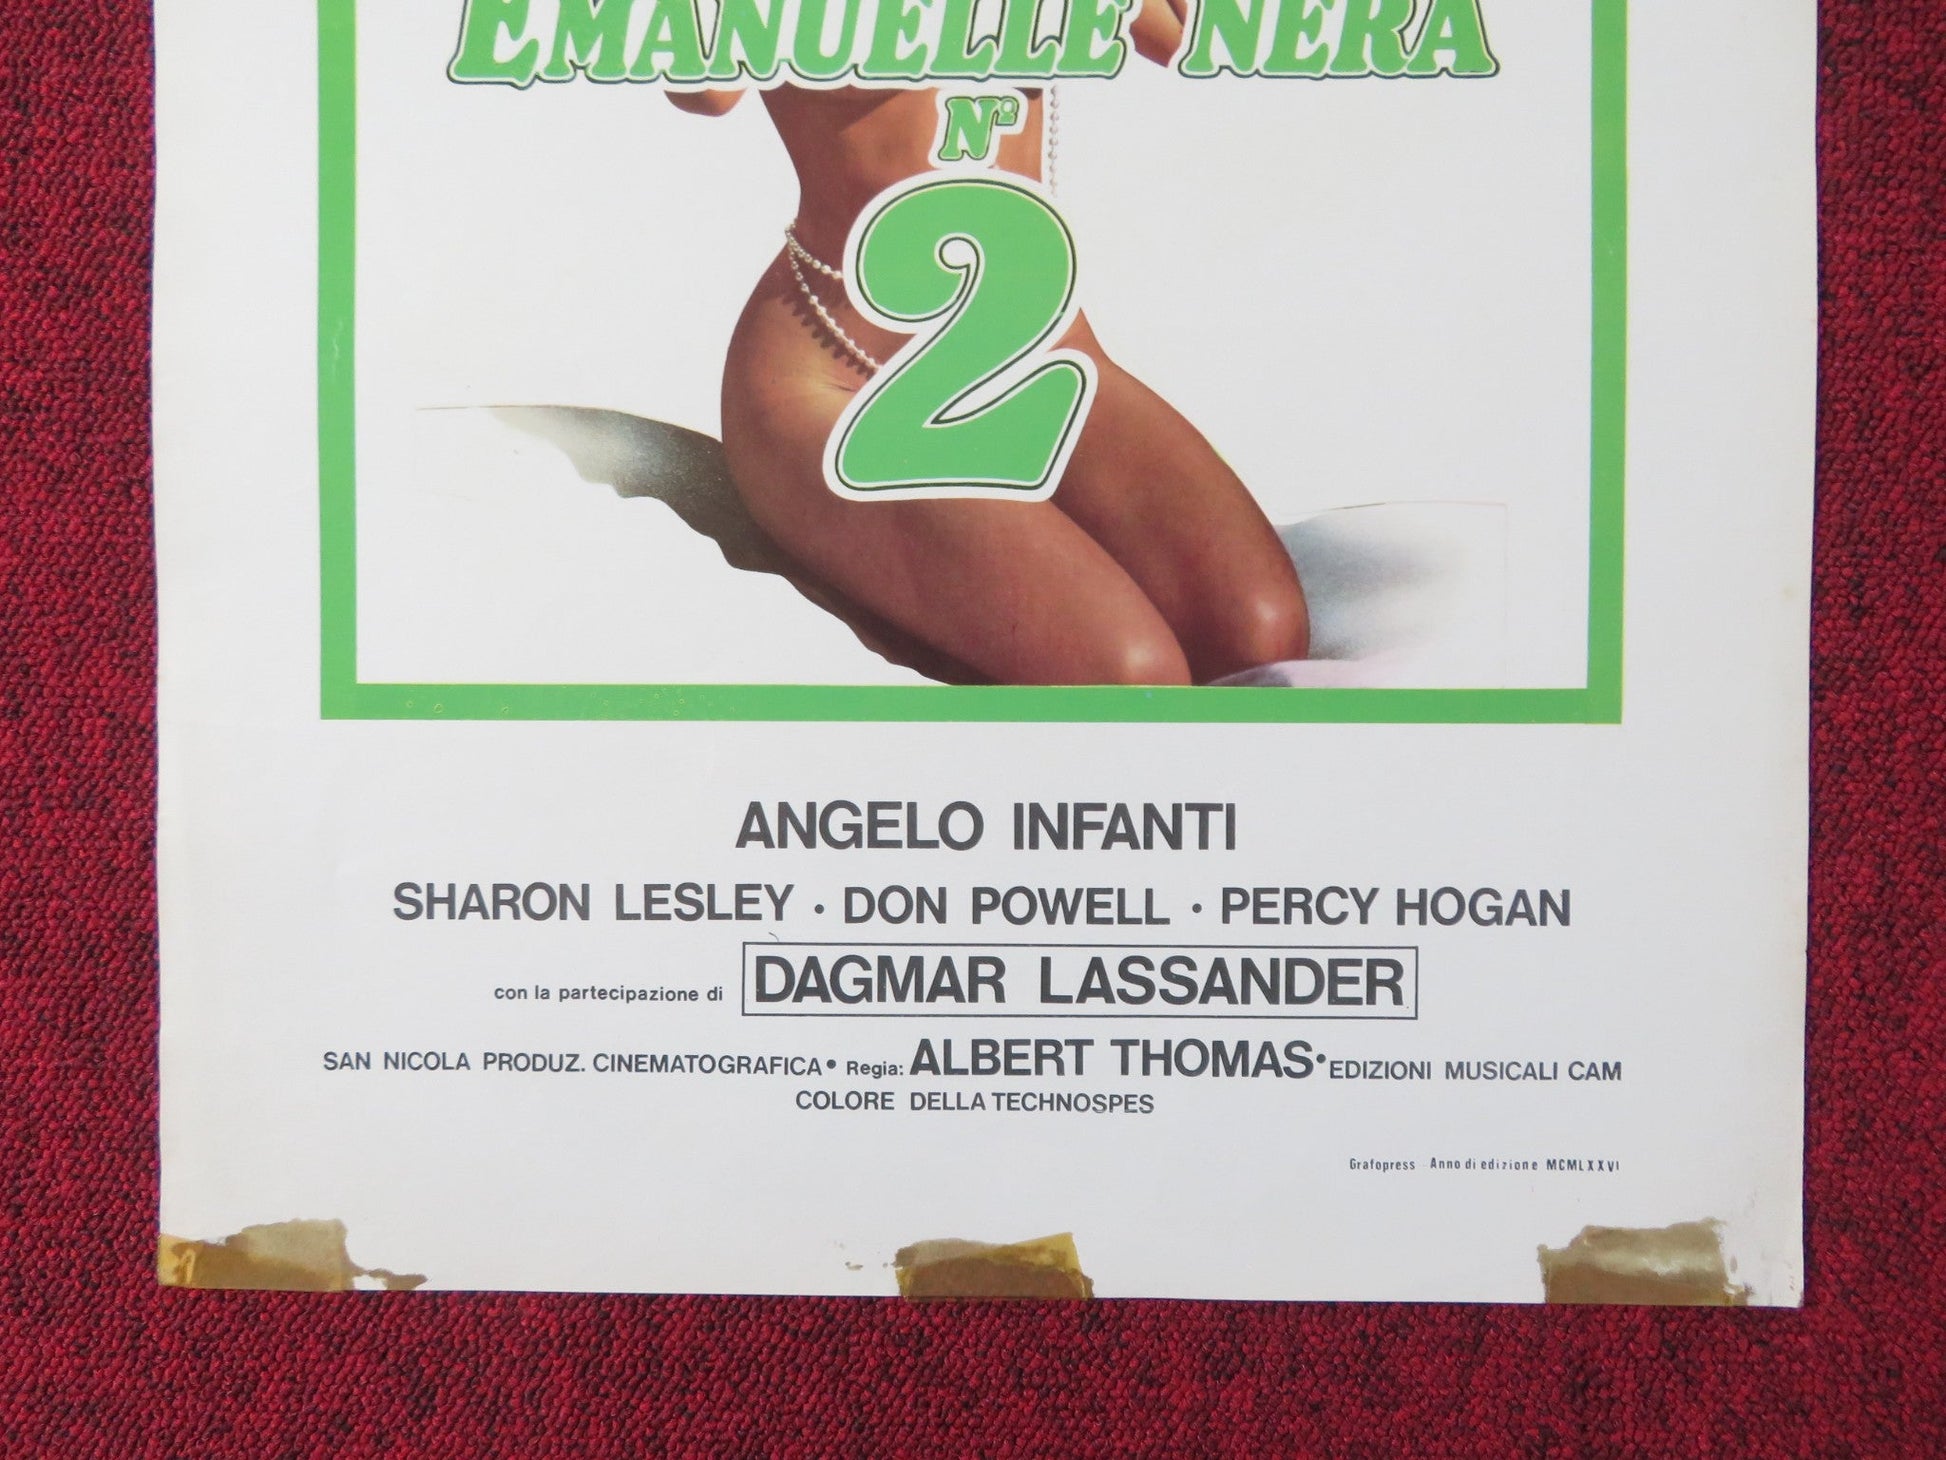 EMANUELLE NERA
Nº
2
ANGELO INFANTI
SHARON LESLEY · DON POWELL · PERCY HOGAN
con la partecipazione di DAGMAR LASSANDER
SAN NICOLA PRODUZ. CINEMATOGRAFICA • Regia: ALBERT THOMAS • EDIZIONI MUSICALI CAM
COLORE DELLA TECHNOSPES
Grafopress - Anno di edizione MCMLXXVI